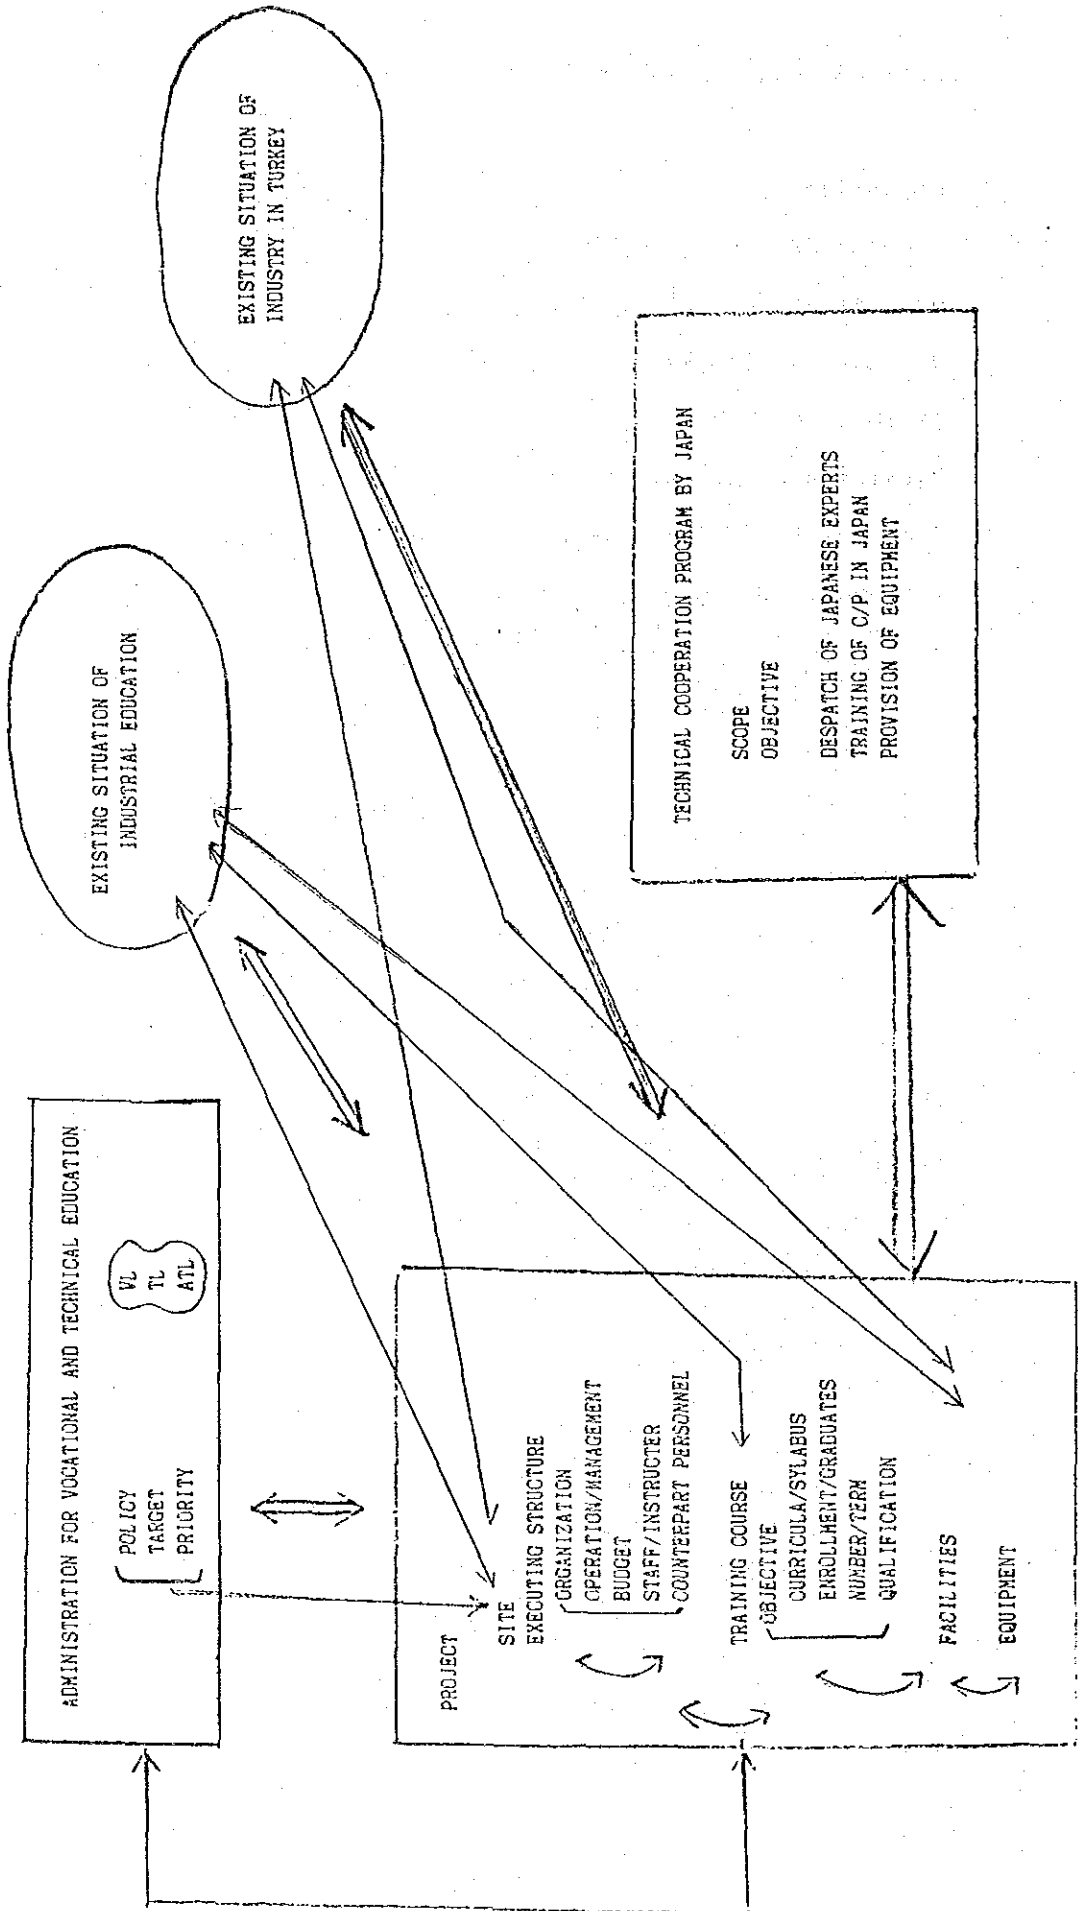 ADMINISTRATION FOR VOCATIONAL AND TECHNICAL EDUCATION
POLICY
TARGET
PRIORITY
VL
TL
ATL
EXISTING SITUATION OF
INDUSTRIAL EDUCATION
EXISTING SITUATION OF
INDUSTRY IN TURKEY
PROJECT
SITE
EXECUTING STRUCTURE
ORGANIZATION
OPERATION/MANAGEMENT
BUDGET
STAFF/INSTRUCTER
COUNTERPART PERSONNEL
TRAINING COURSE
OBJECTIVE
CURRICULA/SYLABUS
ENROLLMENT/GRADUATES
NUMBER/TERM
QUALIFICATION
FACILITIES
EQUIPMENT
TECHNICAL COOPERATION PROGRAM BY JAPAN
SCOPE
OBJECTIVE
DESPATCH OF JAPANESE EXPERTS
TRAINING OF C/P IN JAPAN
PROVISION OF EQUIPMENT